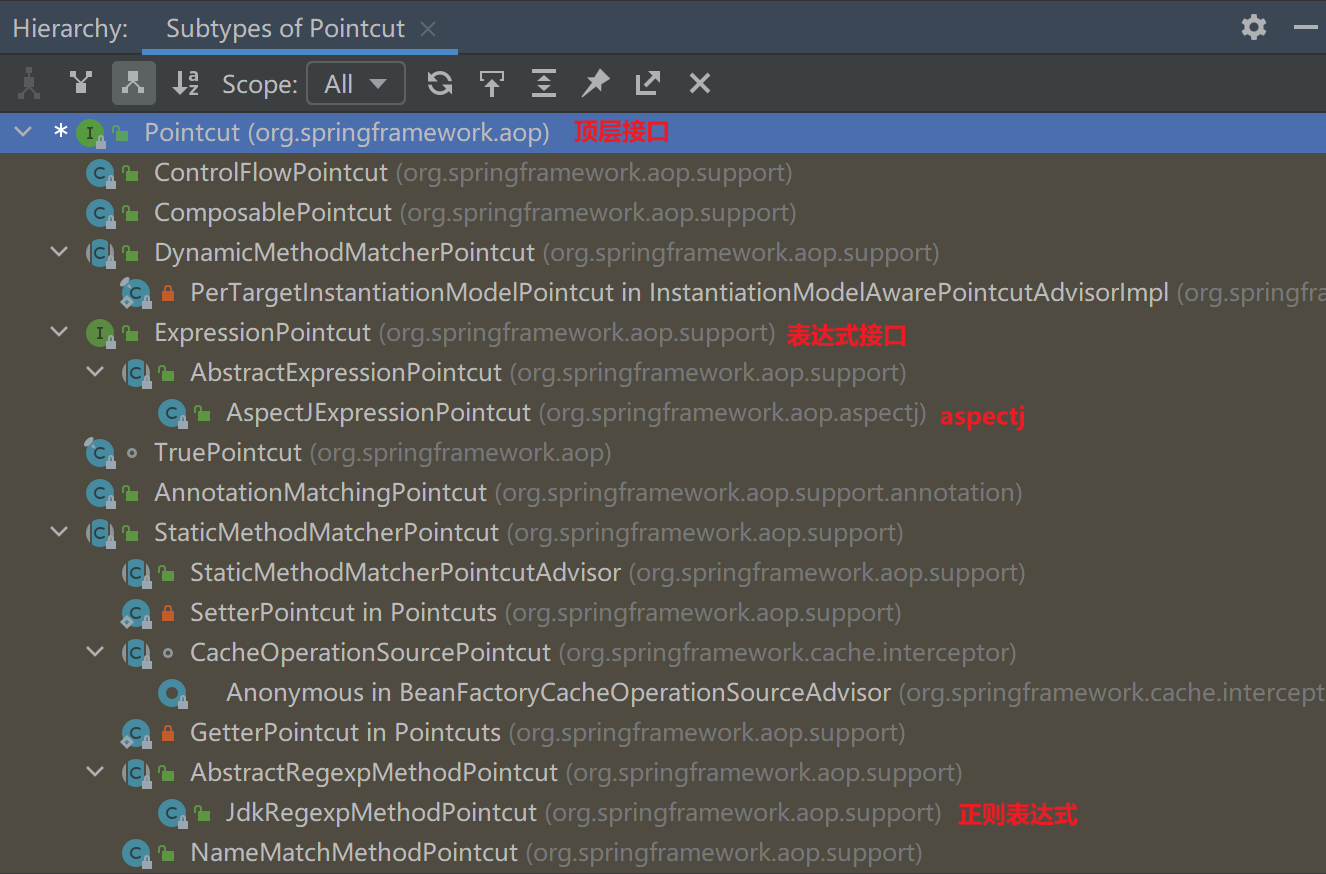 Hierarchy: Subtypes of Pointcut
Scope: All
* Pointcut (org.springframework.aop) 顶层接口
ControlFlowPointcut (org.springframework.aop.support)
ComposablePointcut (org.springframework.aop.support)
DynamicMethodMatcherPointcut (org.springframework.aop.support)
PerTargetInstantiationModelPointcut in InstantiationModelAwarePointcutAdvisorImpl (org.springfra
ExpressionPointcut (org.springframework.aop.support) 表达式接口
AbstractExpressionPointcut (org.springframework.aop.support)
AspectJExpressionPointcut (org.springframework.aop.aspectj) aspectj
TruePointcut (org.springframework.aop)
AnnotationMatchingPointcut (org.springframework.aop.support.annotation)
StaticMethodMatcherPointcut (org.springframework.aop.support)
StaticMethodMatcherPointcutAdvisor (org.springframework.aop.support)
SetterPointcut in Pointcuts (org.springframework.aop.support)
CacheOperationSourcePointcut (org.springframework.cache.interceptor)
Anonymous in BeanFactoryCacheOperationSourceAdvisor (org.springframework.cache.intercept
GetterPointcut in Pointcuts (org.springframework.aop.support)
AbstractRegexpMethodPointcut (org.springframework.aop.support)
JdkRegexpMethodPointcut (org.springframework.aop.support) 正则表达式
NameMatchMethodPointcut (org.springframework.aop.support)